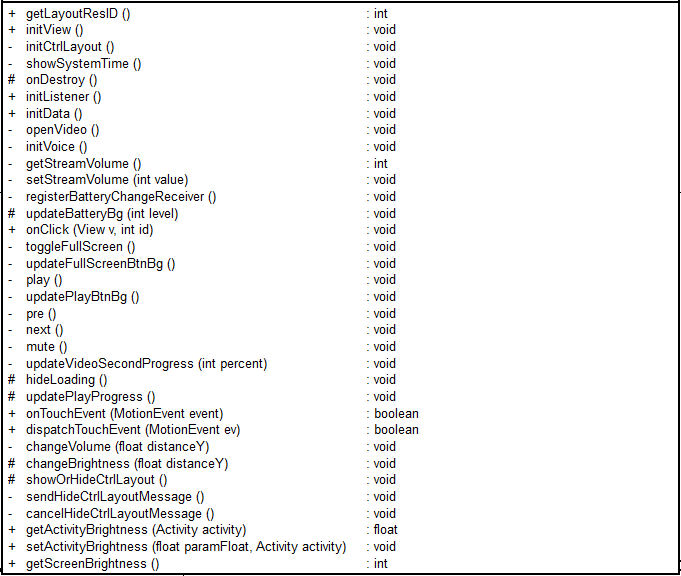 + getLayoutResID () : int
+ initView () : void
- initCtrlLayout () : void
- showSystemTime () : void
# onDestroy () : void
+ initListener () : void
+ initData () : void
- openVideo () : void
- initVoice () : void
- getStreamVolume () : int
- setStreamVolume (int value) : void
- registerBatteryChangeReceiver () : void
# updateBatteryBg (int level) : void
+ onClick (View v, int id) : void
- toggleFullScreen () : void
- updateFullScreenBtnBg () : void
- play () : void
- updatePlayBtnBg () : void
- pre () : void
- next () : void
- mute () : void
- updateVideoSecondProgress (int percent) : void
# hideLoading () : void
# updatePlayProgress () : void
+ onTouchEvent (MotionEvent event) : boolean
+ dispatchTouchEvent (MotionEvent ev) : boolean
- changeVolume (float distanceY) : void
# changeBrightness (float distanceY) : void
# showOrHideCtrlLayout () : void
- sendHideCtrlLayoutMessage () : void
- cancelHideCtrlLayoutMessage () : void
+ getActivityBrightness (Activity activity) : float
+ setActivityBrightness (float paramFloat, Activity activity) : void
+ getScreenBrightness () : int